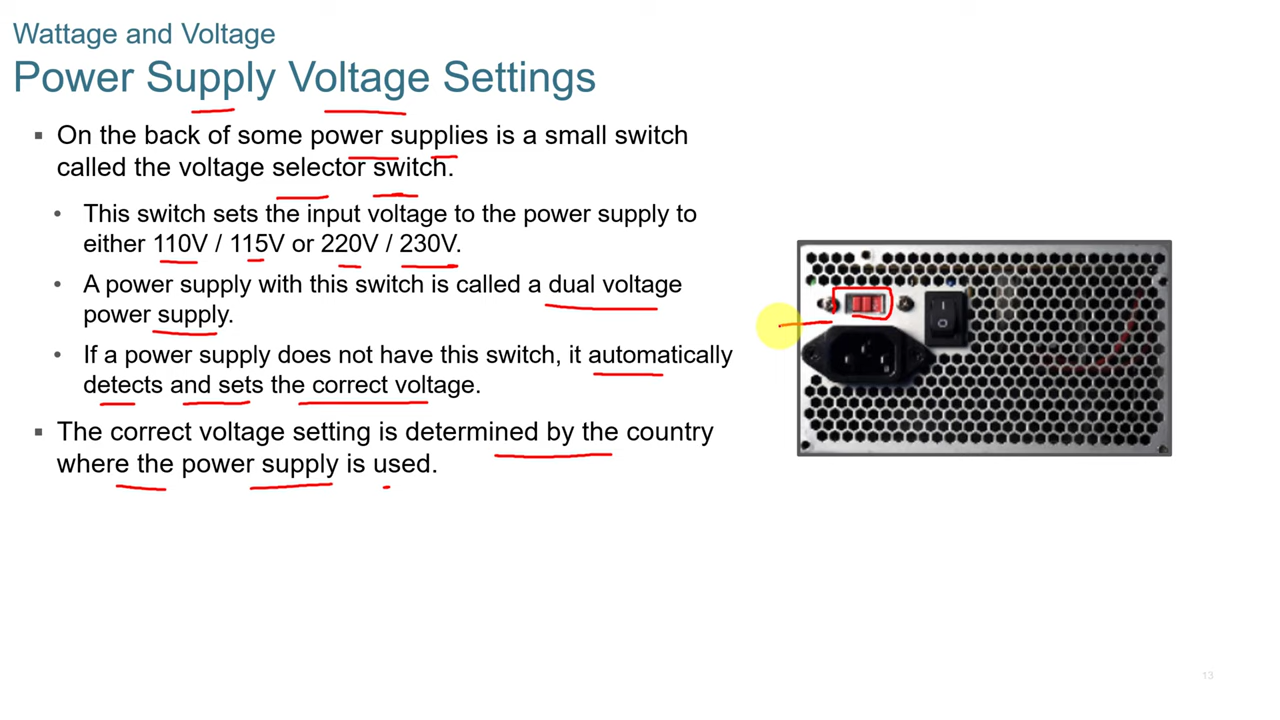 Wattage and Voltage
Power Supply Voltage Settings
▪ On the back of some power supplies is a small switch
called the voltage selector switch.
• This switch sets the input voltage to the power supply to
either 110V / 115V or 220V / 230V.
• A power supply with this switch is called a dual voltage
power supply.
• If a power supply does not have this switch, it automatically
detects and sets the correct voltage.
▪ The correct voltage setting is determined by the country
where the power supply is used.
13